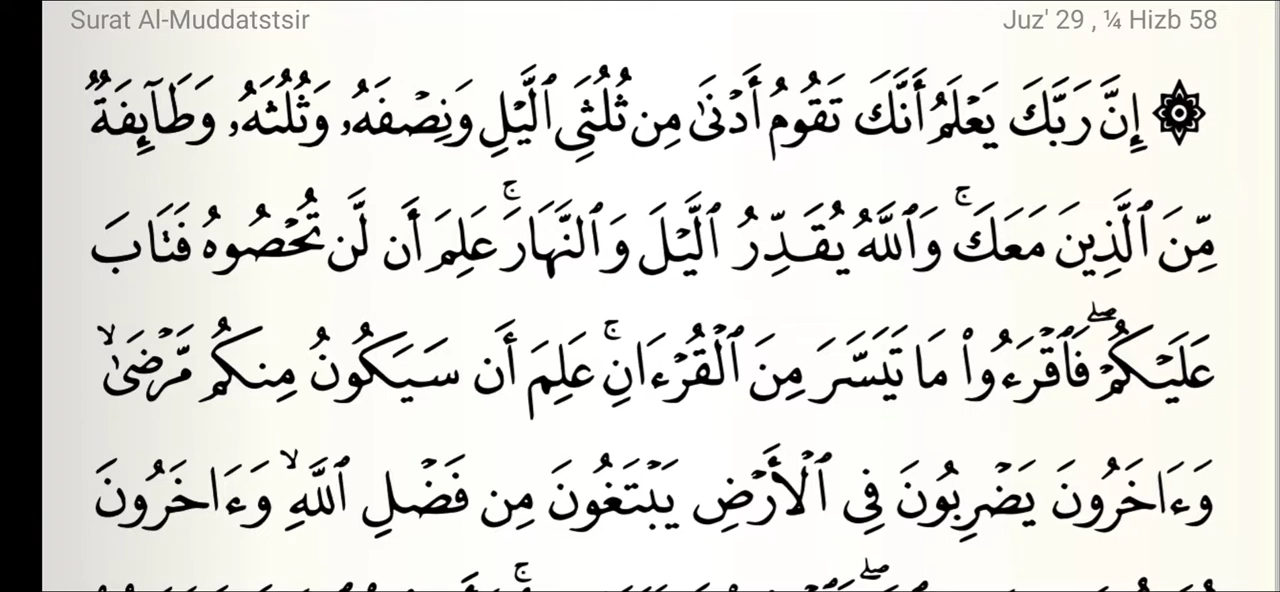 Surat Al-Muddatstsir
Juz' 29 , ¼ Hizb 58
۞ إِنَّ رَبَّكَ يَعْلَمُ أَنَّكَ تَقُومُ أَدْنَىٰ مِن ثُلُثَىِ ٱلَّيْلِ وَنِصْفَهُۥ وَثُلُثَهُۥ وَطَآئِفَةٌ
مِّنَ ٱلَّذِينَ مَعَكَ ۚ وَٱللَّهُ يُقَدِّرُ ٱلَّيْلَ وَٱلنَّهَارَ ۚ عَلِمَ أَن لَّن تُحْصُوهُ فَتَابَ
عَلَيْكُمْ ۖ فَٱقْرَءُوا۟ مَا تَيَسَّرَ مِنَ ٱلْقُرْءَانِ ۚ عَلِمَ أَن سَيَكُونُ مِنكُم مَّرْضَىٰ ۙ
وَءَاخَرُونَ يَضْرِبُونَ فِى ٱلْأَرْضِ يَبْتَغُونَ مِن فَضْلِ ٱللَّهِ ۙ وَءَاخَرُونَ